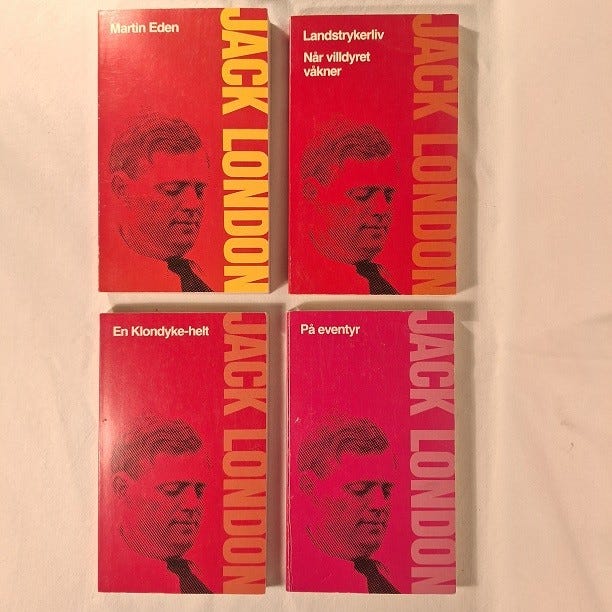 Martin Eden
JACK LONDON
Landstrykerliv
Når villdyret
våkner
JACK LONDON
En Klondyke-helt
JACK LONDON
På eventyr
JACK LONDON